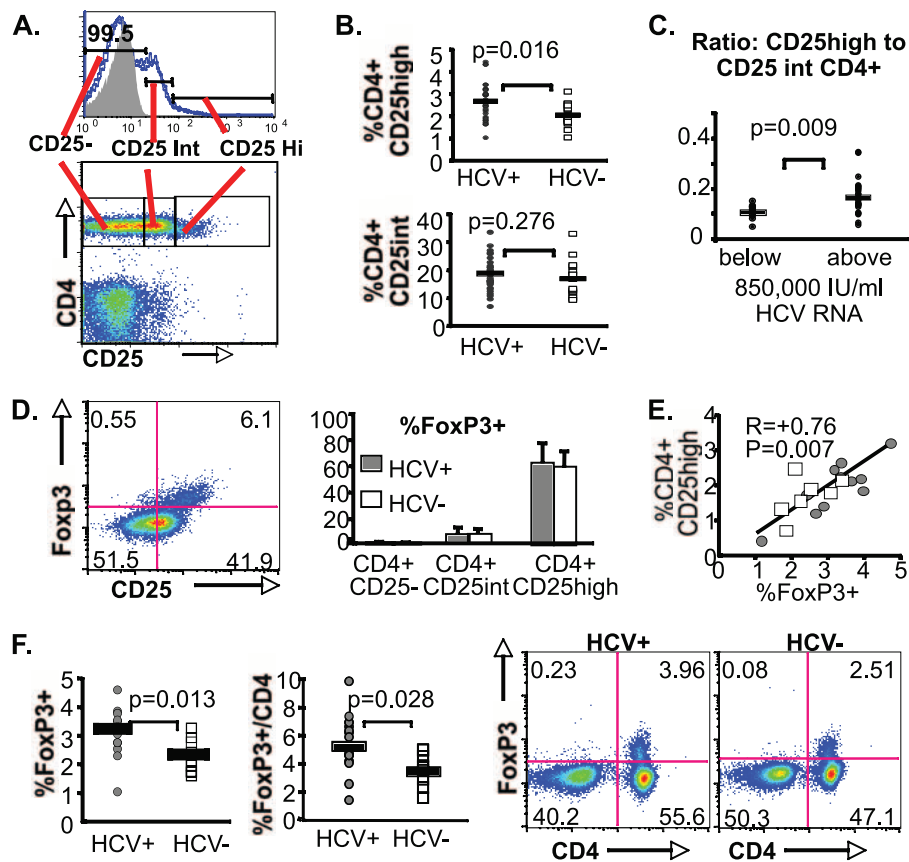 A.
99.5
10^0 10^1 10^2 10^3 10^4
CD25- CD25 Int CD25 Hi
CD4
CD25
B.
5
4
3
2
1
0
%CD4+
CD25high
p=0.016
HCV+ HCV-
40
30
20
10
0
%CD4+
CD25int
p=0.276
HCV+ HCV-
C.
Ratio: CD25high to
CD25 int CD4+
p=0.009
0.4
0.2
0
below above
850,000 IU/ml
HCV RNA
D.
0.55 6.1
51.5 41.9
Foxp3
CD25
%FoxP3+
100
80
60
40
20
0
HCV+
HCV-
CD4+ CD4+ CD4+
CD25- CD25int CD25high
E.
R=+0.76
P=0.007
%CD4+
CD25high
3
2
1
0
1 2 3 4 5
%FoxP3+
F.
%FoxP3+
5
4
3
2
1
0
p=0.013
HCV+ HCV-
%FoxP3+/CD4
10
8
6
4
2
0
p=0.028
HCV+ HCV-
HCV+ HCV-
FoxP3
0.23 3.96
40.2 55.6
0.08 2.51
50.3 47.1
CD4 CD4